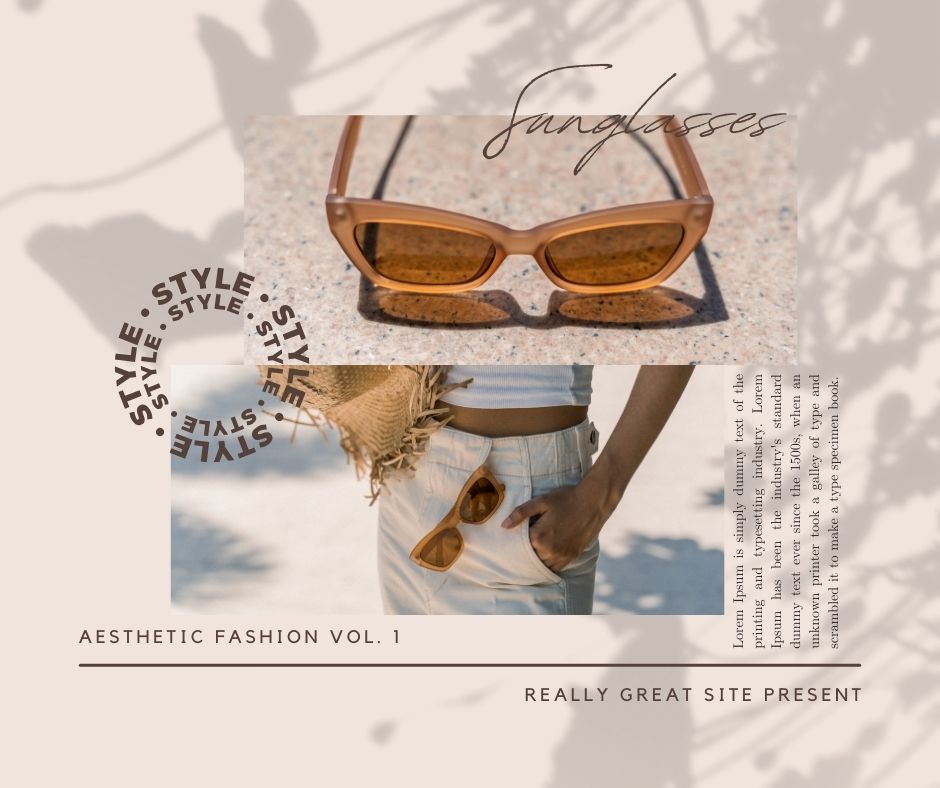 Sunglasses
STYLE • STYLE • STYLE • STYLE •
STYLE • STYLE • STYLE • STYLE •
Lorem Ipsum is simply dummy text of the
printing and typesetting industry. Lorem
Ipsum has been the industry's standard
dummy text ever since the 1500s, when an
unknown printer took a galley of type and
scrambled it to make a type specimen book.
AESTHETIC FASHION VOL. 1
REALLY GREAT SITE PRESENT